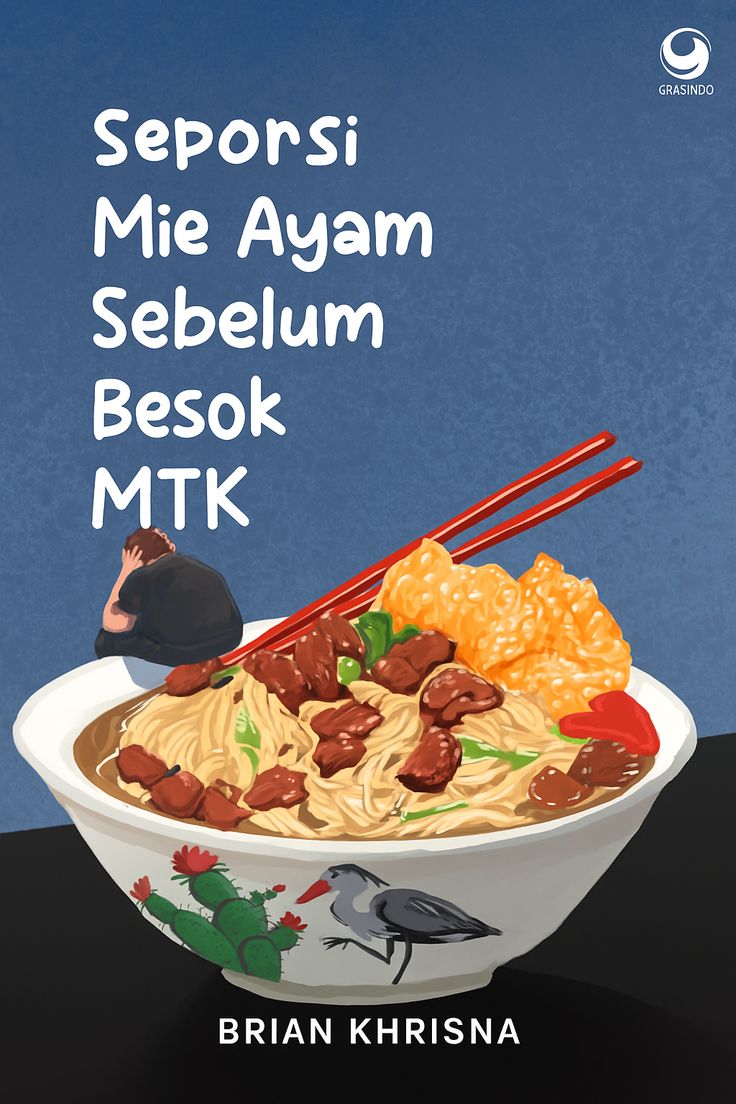 GRASINDO
Seporsi
Mie Ayam
Sebelum
Besok
MTK
BRIAN KHRISNA